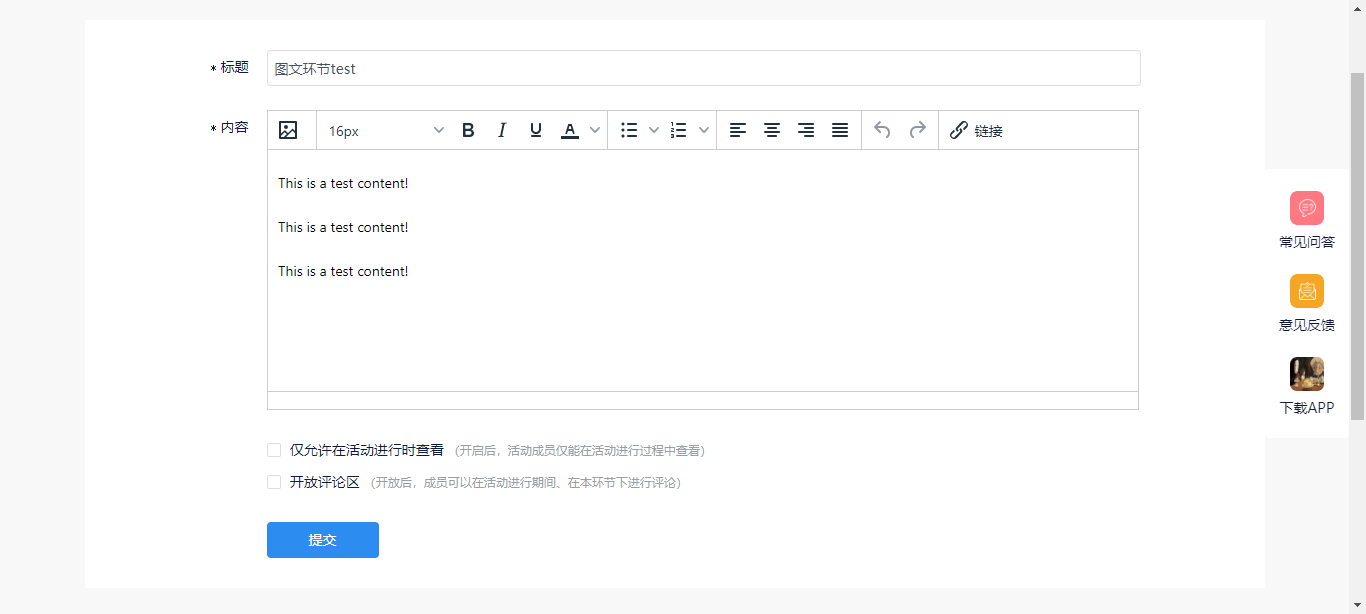 * 标题
图文环节test
* 内容
16px
B I U A
链接
This is a test content!
This is a test content!
This is a test content!
仅允许在活动进行时查看 (开启后，活动成员仅能在活动进行过程中查看)
开放评论区 (开放后，成员可以在活动进行期间、在本环节下进行评论)
提交
常见问答
意见反馈
下载APP